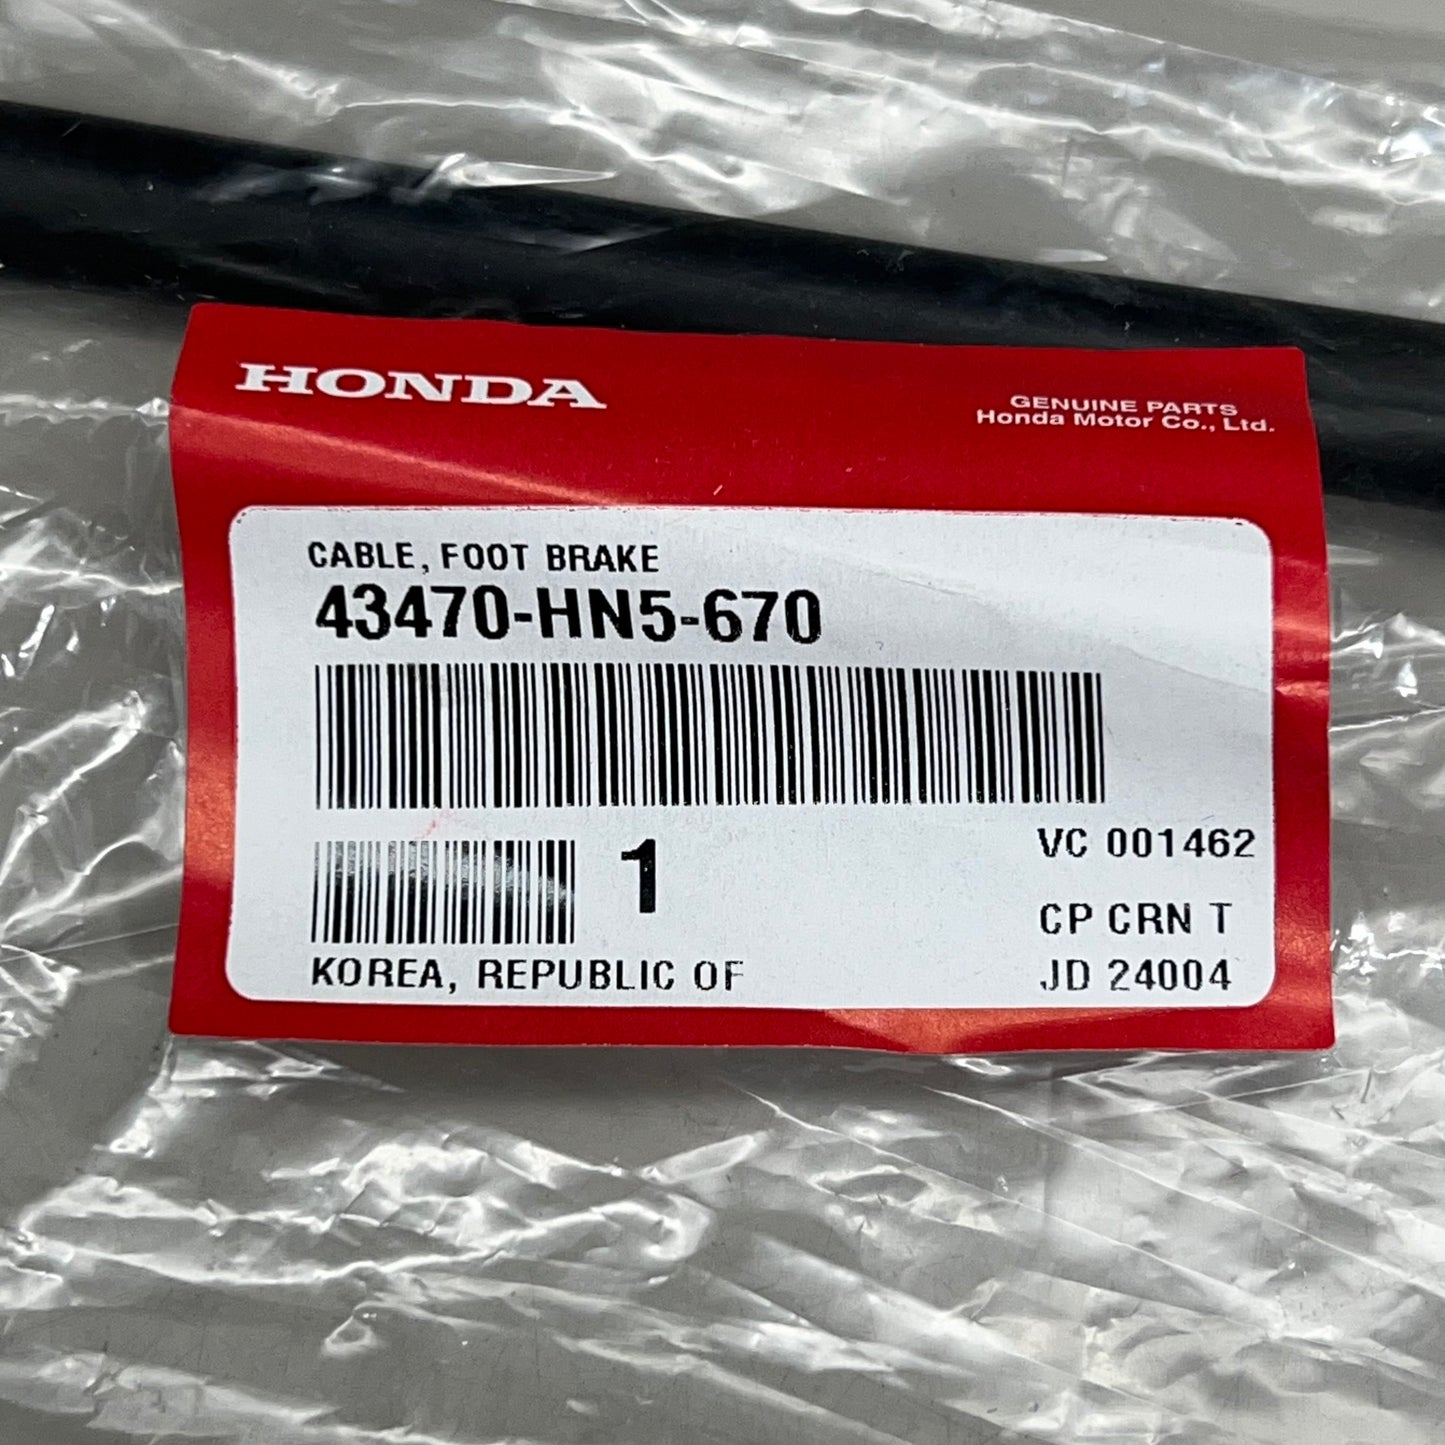 HONDA
GENUINE PARTS
Honda Motor Co., Ltd.
CABLE, FOOT BRAKE
43470-HN5-670
1
VC 001462
CP CRN T
KOREA, REPUBLIC OF
JD 24004